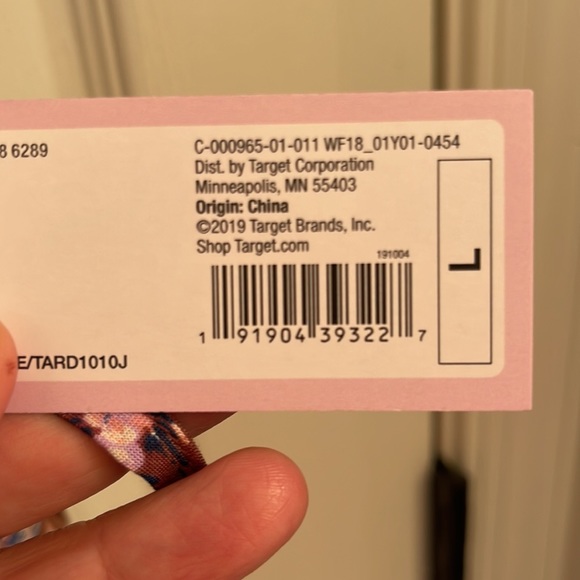 8 6289
C-000965-01-011 WF18_01Y01-0454
Dist. by Target Corporation
Minneapolis, MN 55403
Origin: China
©2019 Target Brands, Inc.
Shop Target.com
191004
L
1 91904 39322 7
E/TARD1010J